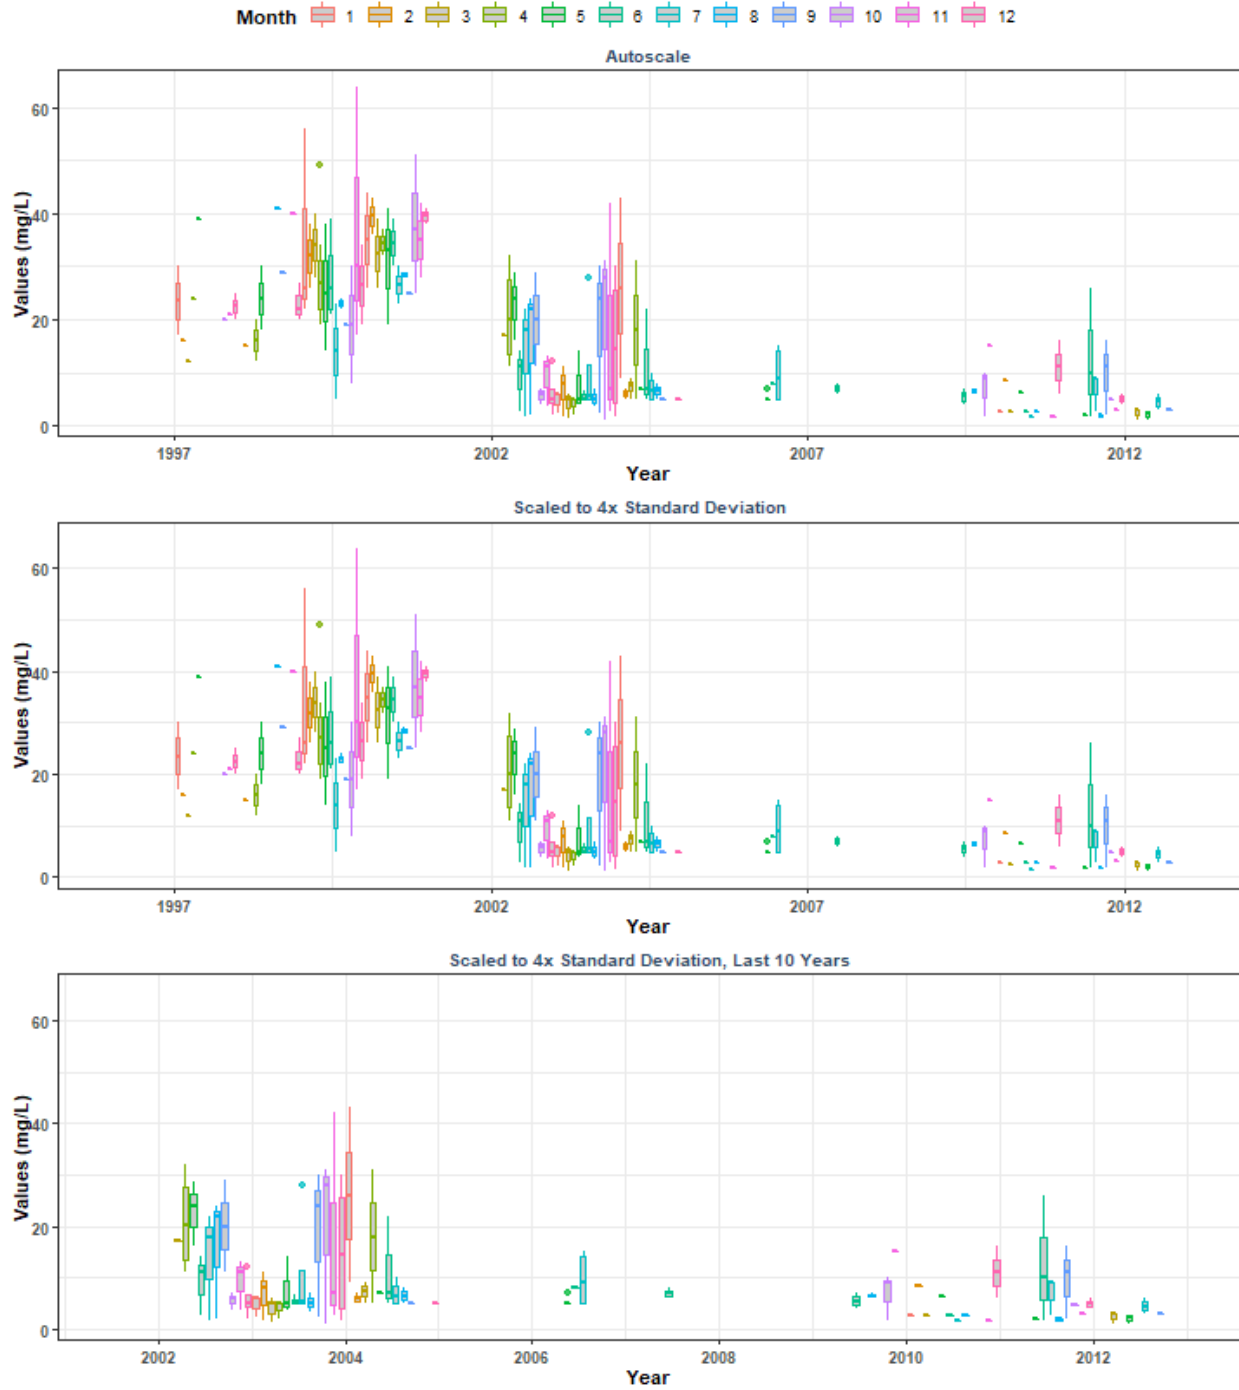 Month 1 2 3 4 5 6 7 8 9 10 11 12
Autoscale
Values (mg/L)
60
40
20
0
1997 2002 2007 2012
Year
Scaled to 4x Standard Deviation
Values (mg/L)
60
40
20
0
1997 2002 2007 2012
Year
Scaled to 4x Standard Deviation, Last 10 Years
Values (mg/L)
60
40
20
0
2002 2004 2006 2008 2010 2012
Year